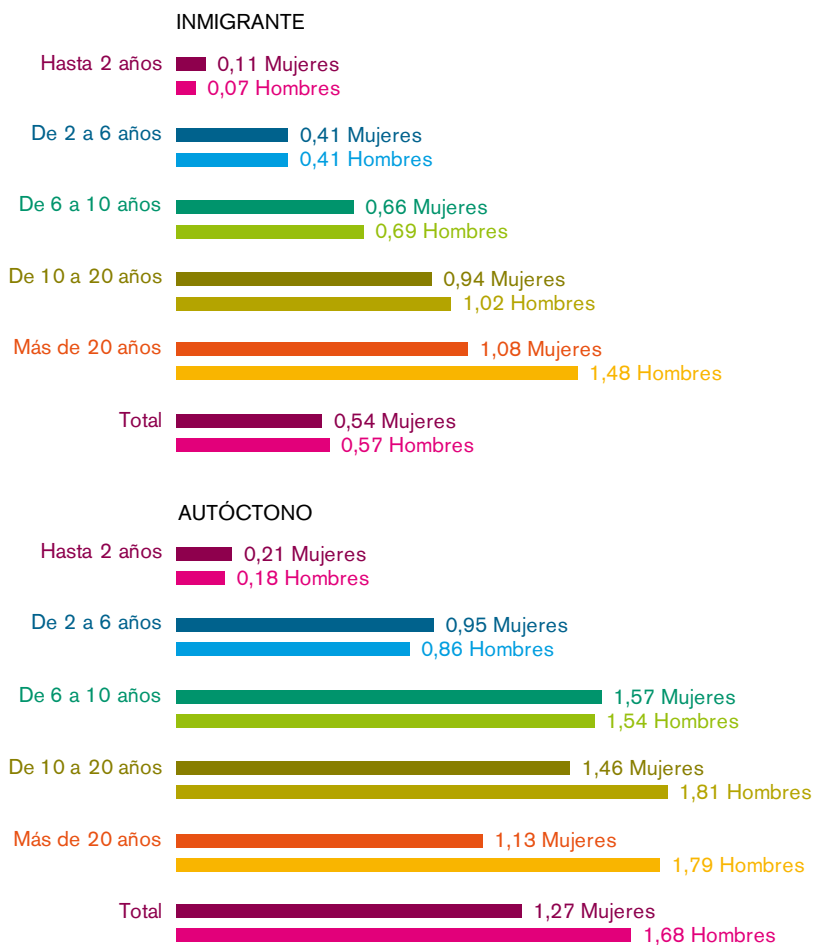 INMIGRANTE
Hasta 2 años
0,11 Mujeres
0,07 Hombres
De 2 a 6 años
0,41 Mujeres
0,41 Hombres
De 6 a 10 años
0,66 Mujeres
0,69 Hombres
De 10 a 20 años
0,94 Mujeres
1,02 Hombres
Más de 20 años
1,08 Mujeres
1,48 Hombres
Total
0,54 Mujeres
0,57 Hombres
AUTÓCTONO
Hasta 2 años
0,21 Mujeres
0,18 Hombres
De 2 a 6 años
0,95 Mujeres
0,86 Hombres
De 6 a 10 años
1,57 Mujeres
1,54 Hombres
De 10 a 20 años
1,46 Mujeres
1,81 Hombres
Más de 20 años
1,13 Mujeres
1,79 Hombres
Total
1,27 Mujeres
1,68 Hombres